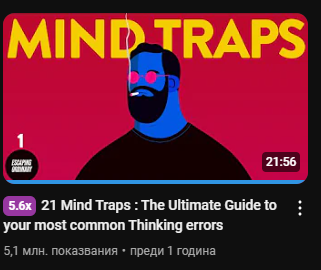 MIND TRAPS
1
ESCAPING
ORDINARY
21:56
5.6x 21 Mind Traps : The Ultimate Guide to
your most common Thinking errors
5,1 млн. показвания • преди 1 година